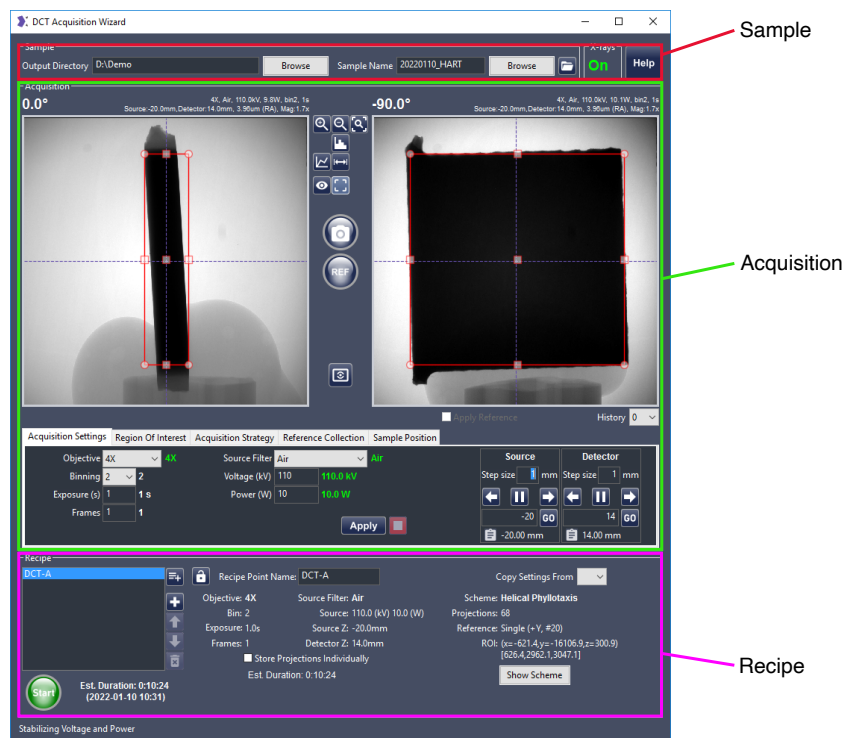 DCT Acquisition Wizard
Sample
Output Directory D:\Demo Browse Sample Name 20220110_HART Browse
X-rays
On
Help
Sample
Acquisition
0.0°
4X, Air, 110.0kV, 9.8W, bin2, 1s
Source:-20.0mm,Detector:14.0mm, 3.96um (RA), Mag:1.7x
-90.0°
4X, Air, 110.0kV, 10.1W, bin2, 1s
Source:-20.0mm,Detector:14.0mm, 3.96um (RA), Mag:1.7x
REF
Acquisition
Apply Reference History 0
Acquisition Settings Region Of Interest Acquisition Strategy Reference Collection Sample Position
Objective 4X 4X Source Filter Air Air
Binning 2 2 Voltage (kV) 110 110.0 kV
Exposure (s) 1 1 s Power (W) 10 10.0 W
Frames 1 1
Apply
Source
Step size 1 mm
-20 GO
-20.00 mm
Detector
Step size 1 mm
14 GO
14.00 mm
Recipe
DCT-A
Recipe Point Name: DCT-A Copy Settings From
Objective: 4X Source Filter: Air Scheme: Helical Phyllotaxis
Bin: 2 Source: 110.0 (kV) 10.0 (W) Projections: 68
Exposure: 1.0s Source Z: -20.0mm Reference: Single (+Y, #20)
Frames: 1 Detector Z: 14.0mm ROI: (x=-621.4,y=-16106.9,z=300.9)
[626.4,2962.1,3047.1]
Store Projections Individually
Est. Duration: 0:10:24
Show Scheme
Recipe
Start
Est. Duration: 0:10:24
(2022-01-10 10:31)
Stabilizing Voltage and Power